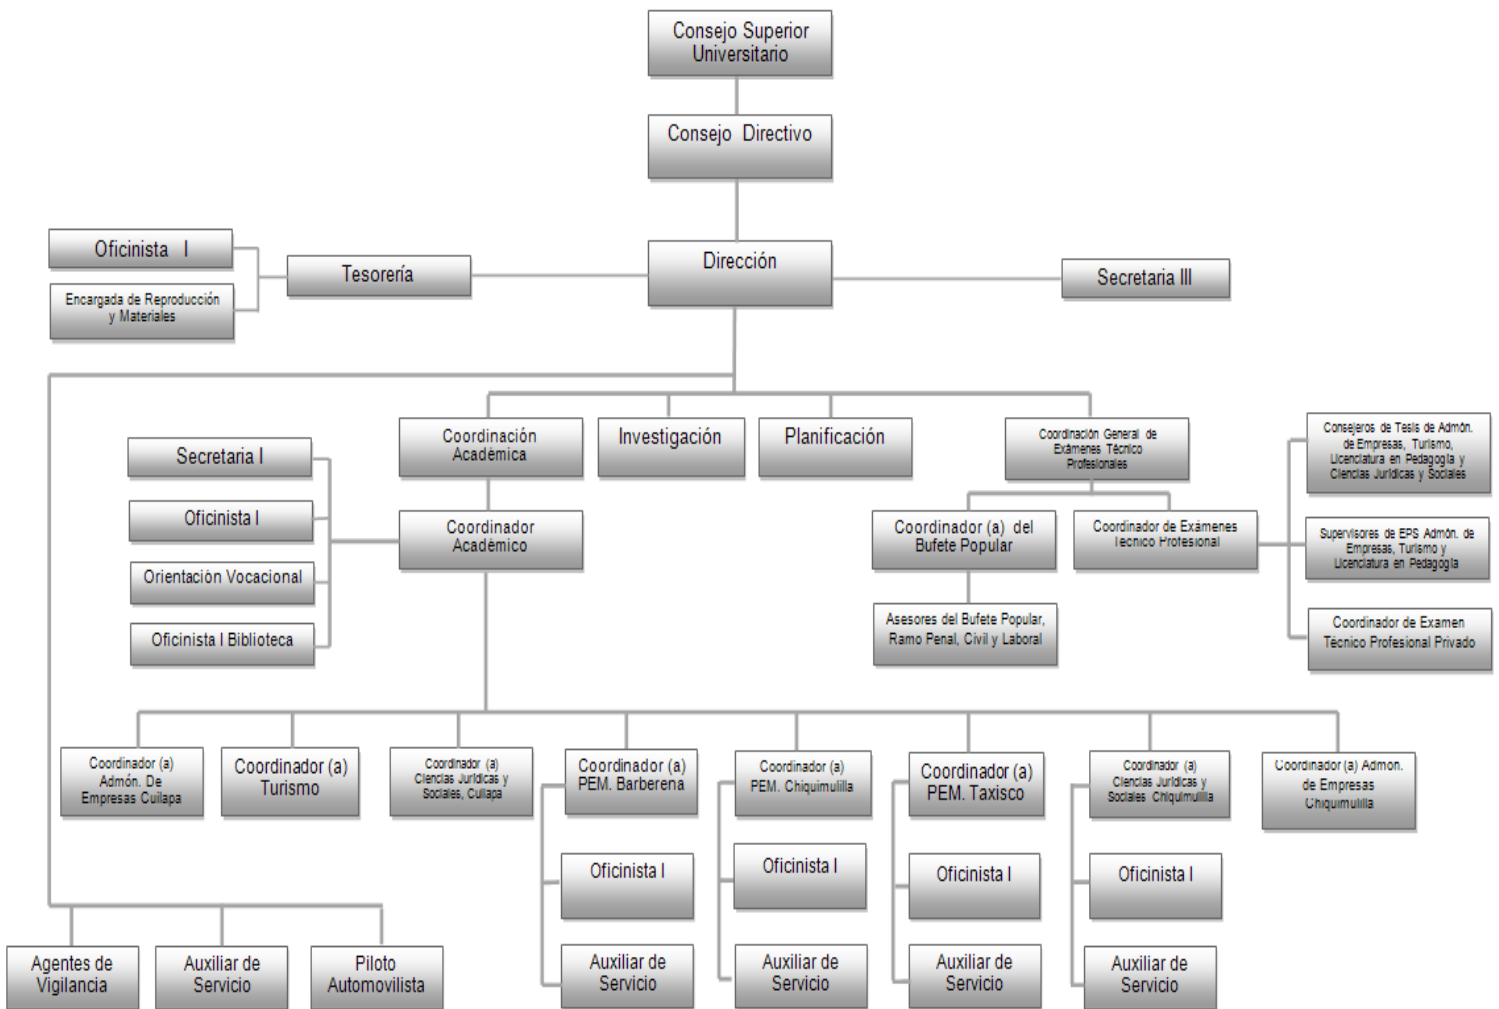 Consejo Superior
Universitario
Consejo Directivo
Dirección
Oficinista I
Encargada de Reproducción
y Materiales
Tesorería
Secretaria III
Coordinación
Académica
Investigación
Planificación
Coordinación General de
Exámenes Técnico
Profesionales
Secretaria I
Oficinista I
Orientación Vocacional
Oficinista I Biblioteca
Coordinador
Académico
Coordinador (a) del
Bufete Popular
Asesores del Bufete Popular,
Ramo Penal, Civil y Laboral
Coordinador de Exámenes
Técnico Profesional
Consejeros de Tesis de Admón.
de Empresas, Turismo,
Licenciatura en Pedagogía y
Ciencias Jurídicas y Sociales
Supervisores de EPS Admón. de
Empresas, Turismo y
Licenciatura en Pedagogía
Coordinador de Examen
Técnico Profesional Privado
Coordinador (a)
Admón. De
Empresas Cuilapa
Coordinador (a)
Turismo
Coordinador (a)
Ciencias Jurídicas y
Sociales, Cuilapa
Coordinador (a)
PEM. Barberena
Coordinador (a)
PEM. Chiquimulilla
Coordinador (a)
PEM. Taxisco
Coordinador (a)
Ciencias Jurídicas y
Sociales Chiquimulilla
Coordinador (a) Admon.
de Empresas
Chiquimulilla
Oficinista I
Oficinista I
Oficinista I
Oficinista I
Agentes de
Vigilancia
Auxiliar de
Servicio
Piloto
Automovilista
Auxiliar de
Servicio
Auxiliar de
Servicio
Auxiliar de
Servicio
Auxiliar de
Servicio